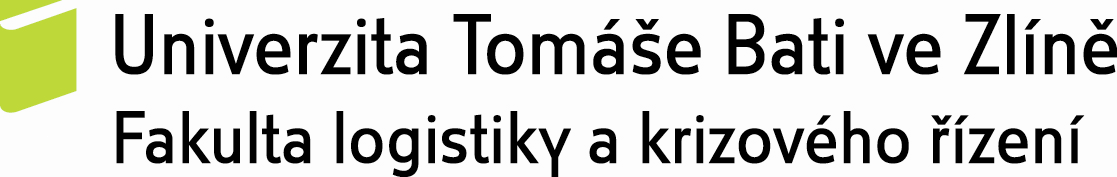 Univerzita Tomáše Bati ve Zlíně
Fakulta logistiky a krizového řízení